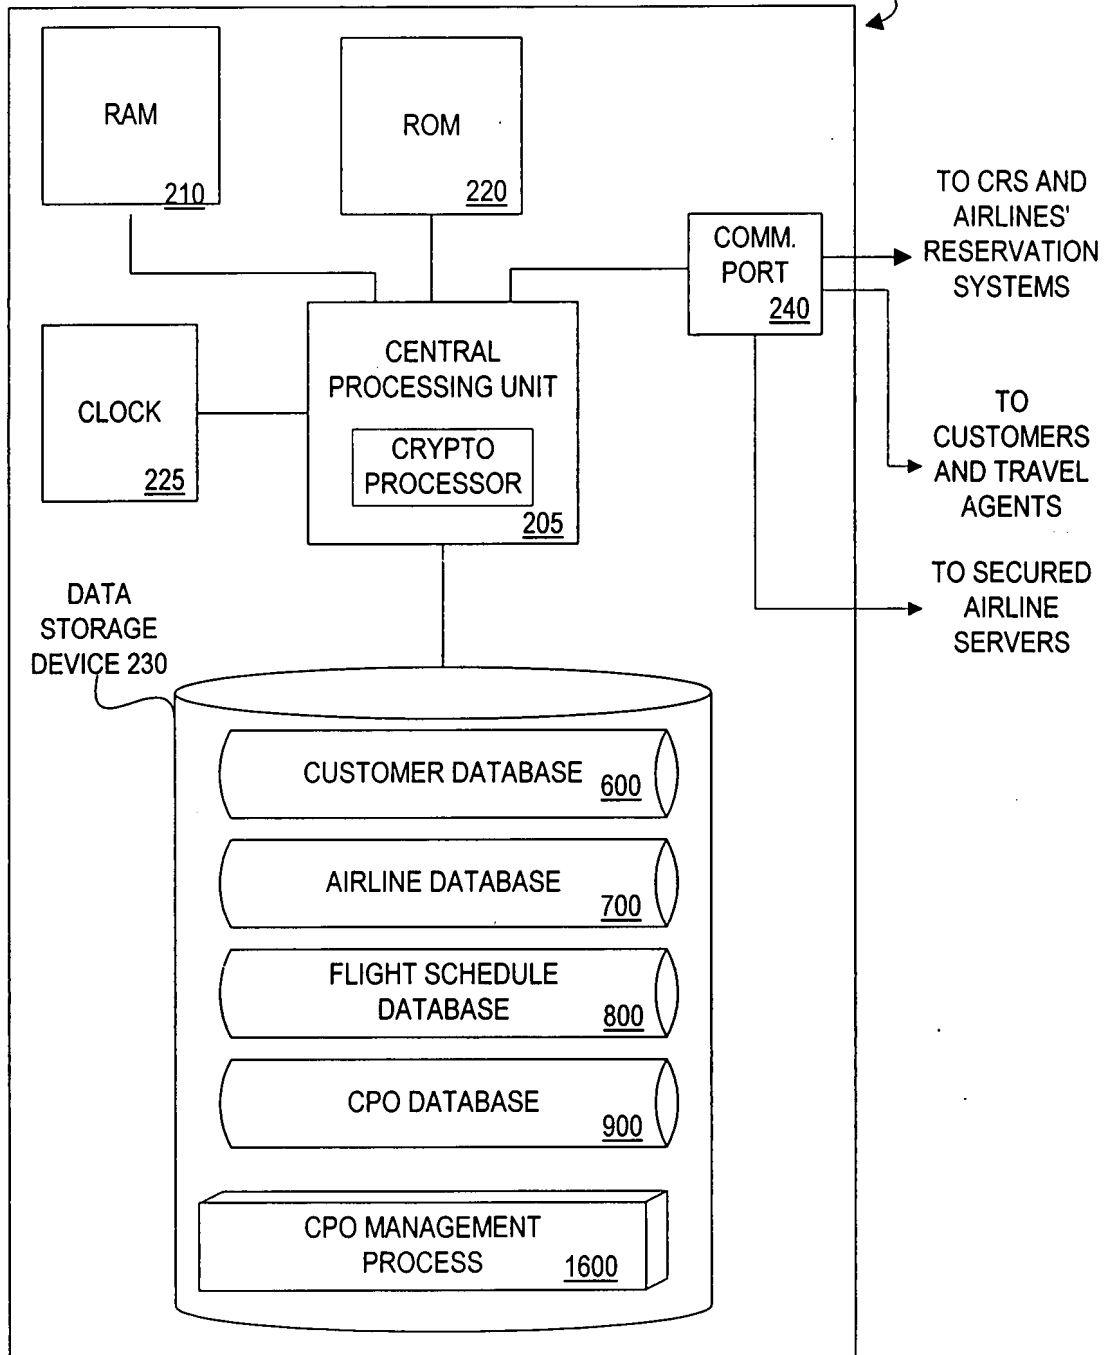 RAM
210
ROM
220
COMM.
PORT
240
TO CRS AND
AIRLINES'
RESERVATION
SYSTEMS
CLOCK
225
CENTRAL
PROCESSING UNIT
CRYPTO
PROCESSOR
205
TO
CUSTOMERS
AND TRAVEL
AGENTS
TO SECURED
AIRLINE
SERVERS
DATA
STORAGE
DEVICE 230
CUSTOMER DATABASE
600
AIRLINE DATABASE
700
FLIGHT SCHEDULE
DATABASE
800
CPO DATABASE
900
CPO MANAGEMENT
PROCESS
1600